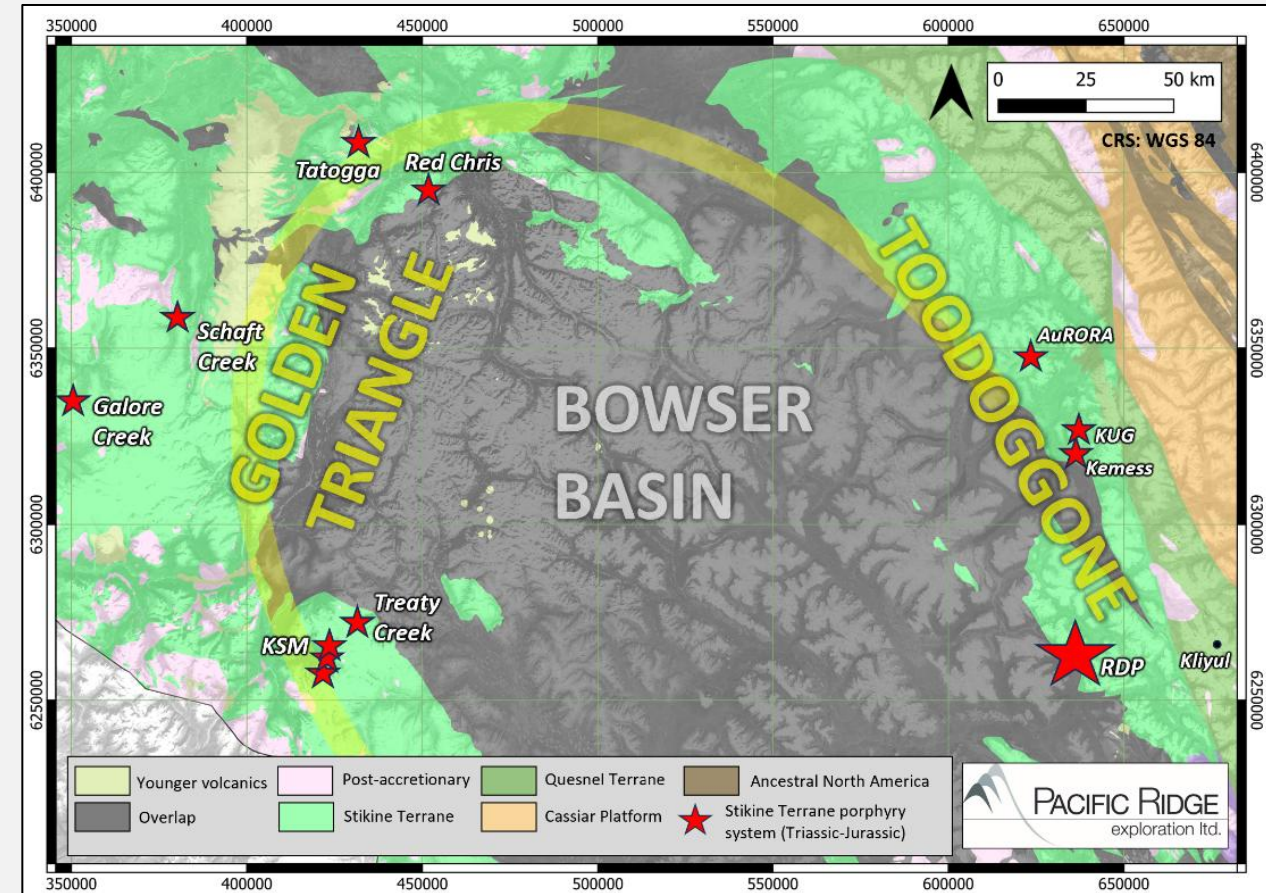 350000 400000 450000 500000 600000 650000
0 25 50 km
CRS: WGS 84
6400000
6400000
Tatogga
Red Chris
Schaft
Creek
Galore
Creek
GOLDEN
TRIANGLE
TOODOGGONE
AuRORA
6350000
6350000
BOWSER
BASIN
KUG
Kemess
6300000
6300000
Treaty
Creek
KSM
RDP
Kliyul
6250000
6250000
Younger volcanics
Post-accretionary
Quesnel Terrane
Ancestral North America
Overlap
Stikine Terrane
Cassiar Platform
Stikine Terrane porphyry
system (Triassic-Jurassic)
PACIFIC RIDGE
exploration ltd.
350000 400000 450000 500000 600000 650000